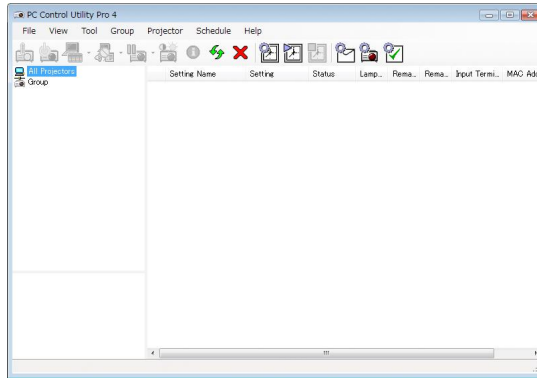 PC Control Utility Pro 4
File View Tool Group Projector Schedule Help
All Projectors
Group
Setting Name Setting Status Lamp... Rema... Rema... Input Termi... MAC Add